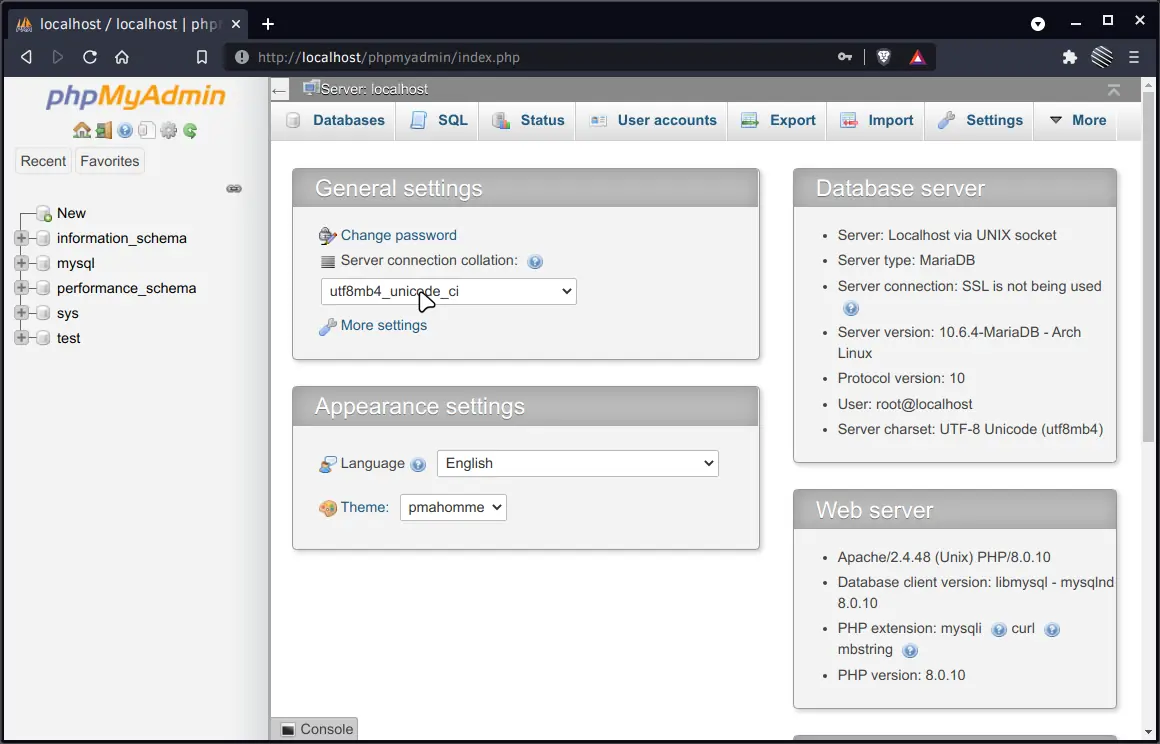 localhost / localhost | php
http://localhost/phpmyadmin/index.php
phpMyAdmin
Recent
Favorites
New
information_schema
mysql
performance_schema
sys
test
Server: localhost
Databases
SQL
Status
User accounts
Export
Import
Settings
More
General settings
Change password
Server connection collation:
utf8mb4_unicode_ci
More settings
Appearance settings
Language
English
Theme:
pmahomme
Database server
Server: Localhost via UNIX socket
Server type: MariaDB
Server connection: SSL is not being used
Server version: 10.6.4-MariaDB - Arch
Linux
Protocol version: 10
User: root@localhost
Server charset: UTF-8 Unicode (utf8mb4)
Web server
Apache/2.4.48 (Unix) PHP/8.0.10
Database client version: libmysql - mysqlnd
8.0.10
PHP extension: mysqli curl
mbstring
PHP version: 8.0.10
Console